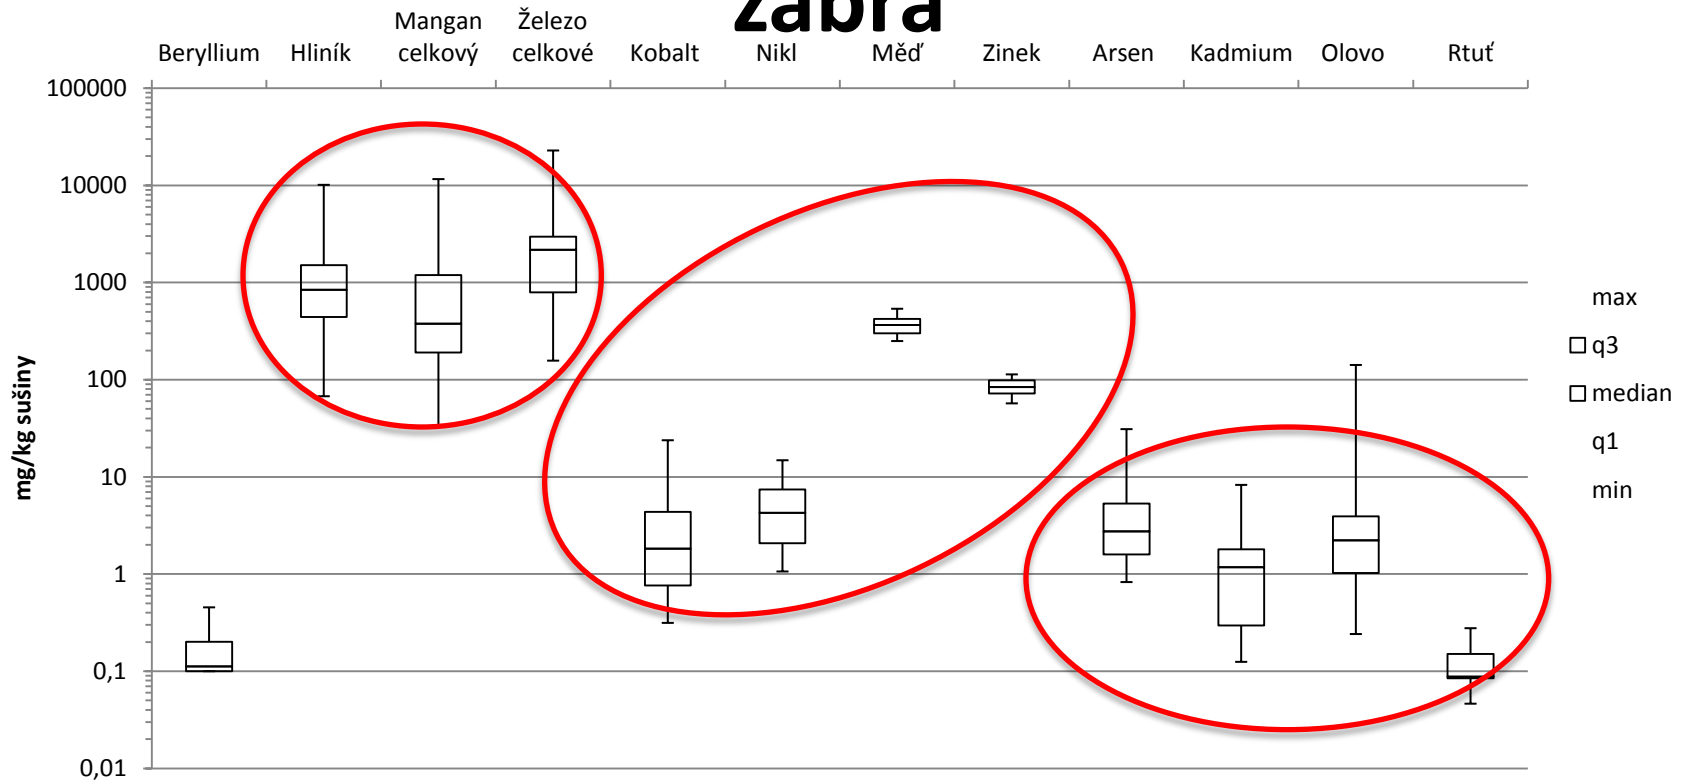 žábrá
Beryllium
Hliník
Mangan
celkový
Železo
celkové
Kobalt
Nikl
Měď
Zinek
Arsen
Kadmium
Olovo
Rtuť
100000
10000
1000
100
10
1
0,1
0,01
mg/kg sušiny
max
q3
median
q1
min